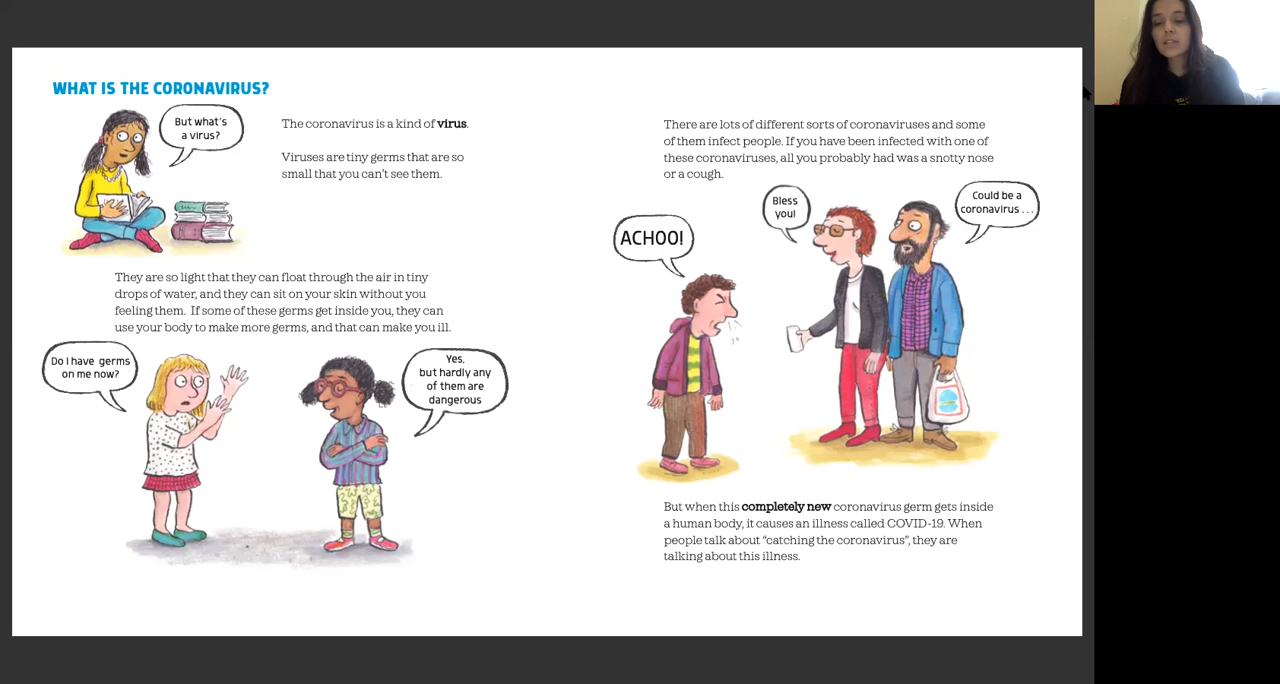 WHAT IS THE CORONAVIRUS?
But what's
a virus?
The coronavirus is a kind of virus.
Viruses are tiny germs that are so
small that you can't see them.
They are so light that they can float through the air in tiny
drops of water, and they can sit on your skin without you
feeling them. If some of these germs get inside you, they can
use your body to make more germs, and that can make you ill.
Do I have germs
on me now?
Yes,
but hardly any
of them are
dangerous
There are lots of different sorts of coronaviruses and some
of them infect people. If you have been infected with one of
these coronaviruses, all you probably had was a snotty nose
or a cough.
ACHOO!
Bless
you!
Could be a
coronavirus ...
But when this completely new coronavirus germ gets inside
a human body, it causes an illness called COVID-19. When
people talk about “catching the coronavirus”, they are
talking about this illness.